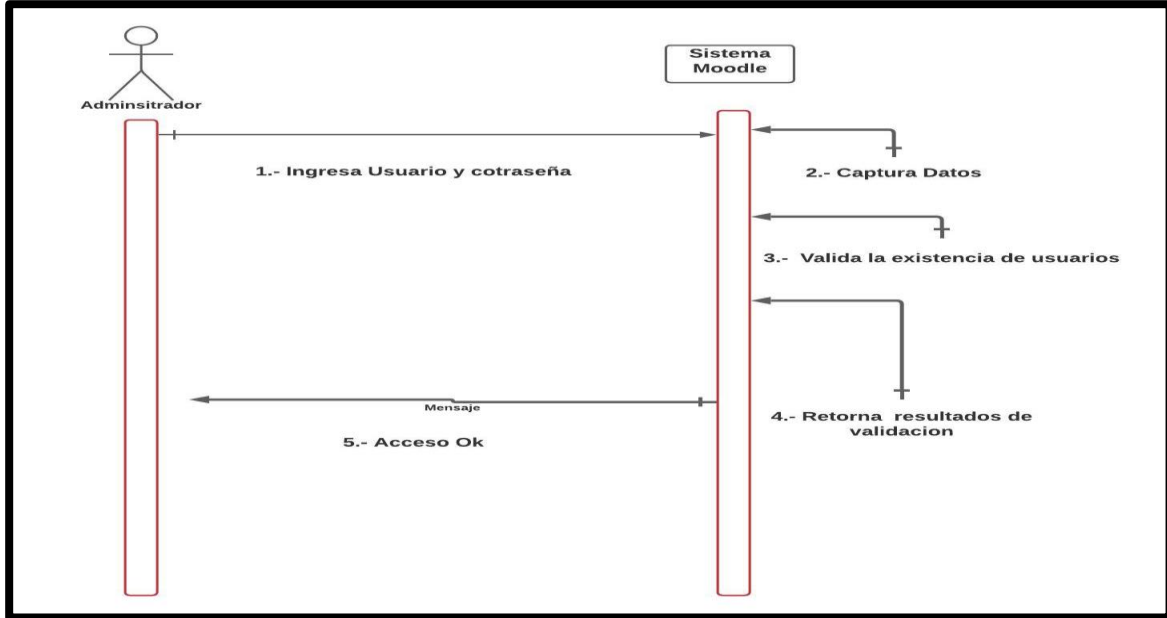 Adminsitrador
Sistema
Moodle
1.- Ingresa Usuario y cotraseña
2.- Captura Datos
3.- Valida la existencia de usuarios
4.- Retorna resultados de
validacion
Mensaje
5.- Acceso Ok